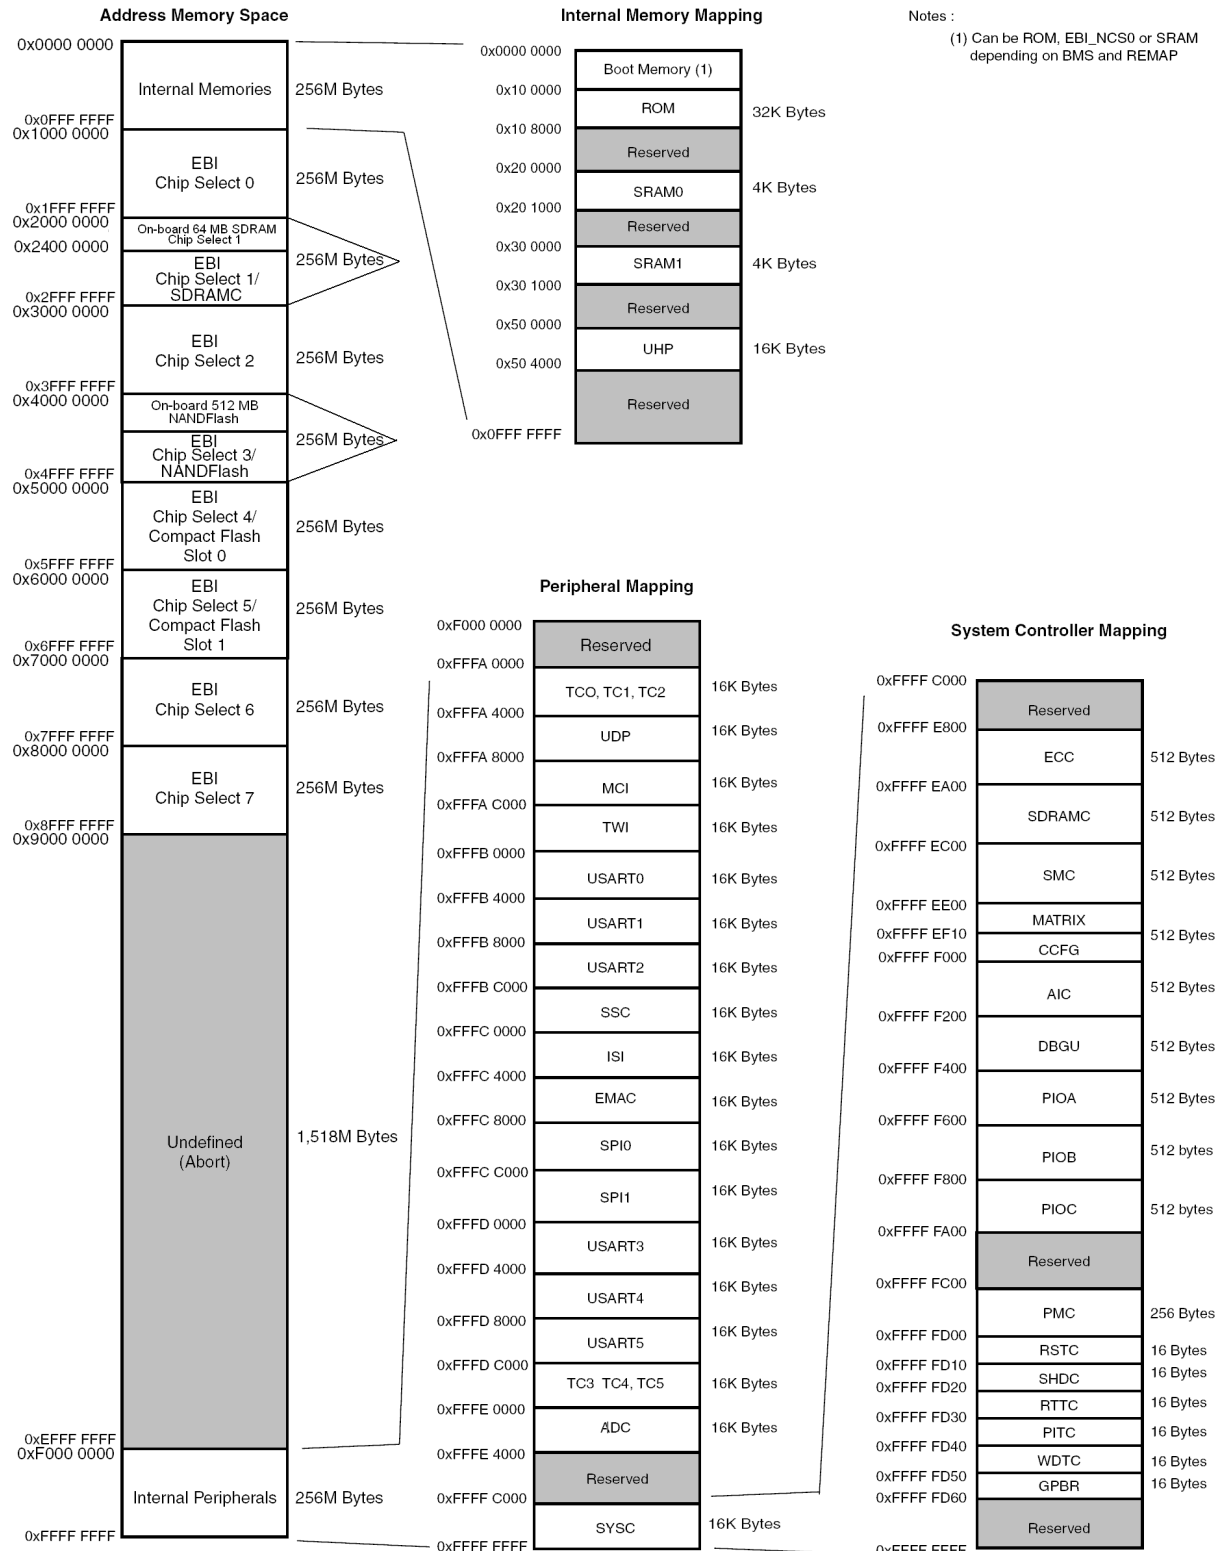 Address Memory Space
0x0000 0000
Internal Memories
256M Bytes
0x0FFF FFFF
0x1000 0000
EBI
Chip Select 0
256M Bytes
0x1FFF FFFF
0x2000 0000
On-board 64 MB SDRAM
Chip Select 1
0x2400 0000
256M Bytes
EBI
Chip Select 1/
SDRAMC
0x2FFF FFFF
0x3000 0000
EBI
Chip Select 2
256M Bytes
0x3FFF FFFF
0x4000 0000
On-board 512 MB
NANDFlash
256M Bytes
EBI
Chip Select 3/
NANDFlash
0x4FFF FFFF
0x5000 0000
EBI
Chip Select 4/
Compact Flash
Slot 0
256M Bytes
0x5FFF FFFF
0x6000 0000
EBI
Chip Select 5/
Compact Flash
Slot 1
256M Bytes
0x6FFF FFFF
0x7000 0000
EBI
Chip Select 6
256M Bytes
0x7FFF FFFF
0x8000 0000
EBI
Chip Select 7
256M Bytes
0x8FFF FFFF
0x9000 0000
Undefined
(Abort)
1,518M Bytes
0xEFFF FFFF
0xF000 0000
Internal Peripherals
256M Bytes
0xFFFF FFFF
Internal Memory Mapping
0x0000 0000
Boot Memory (1)
0x10 0000
ROM
32K Bytes
0x10 8000
Reserved
0x20 0000
SRAM0
4K Bytes
0x20 1000
Reserved
0x30 0000
SRAM1
4K Bytes
0x30 1000
Reserved
0x50 0000
UHP
16K Bytes
0x50 4000
Reserved
0x0FFF FFFF
Notes :
(1) Can be ROM, EBI_NCS0 or SRAM
depending on BMS and REMAP
Peripheral Mapping
0xF000 0000
Reserved
0xFFFA 0000
TCO, TC1, TC2
16K Bytes
0xFFFA 4000
UDP
16K Bytes
0xFFFA 8000
MCI
16K Bytes
0xFFFA C000
TWI
16K Bytes
0xFFFB 0000
USART0
16K Bytes
0xFFFB 4000
USART1
16K Bytes
0xFFFB 8000
USART2
16K Bytes
0xFFFB C000
SSC
16K Bytes
0xFFFC 0000
ISI
16K Bytes
0xFFFC 4000
EMAC
16K Bytes
0xFFFC 8000
SPI0
16K Bytes
0xFFFC C000
SPI1
16K Bytes
0xFFFD 0000
USART3
16K Bytes
0xFFFD 4000
USART4
16K Bytes
0xFFFD 8000
USART5
16K Bytes
0xFFFD C000
TC3 TC4, TC5
16K Bytes
0xFFFE 0000
ADC
16K Bytes
0xFFFE 4000
Reserved
0xFFFF C000
SYSC
16K Bytes
0xFFFF FFFF
System Controller Mapping
0xFFFF C000
Reserved
0xFFFF E800
ECC
512 Bytes
0xFFFF EA00
SDRAMC
512 Bytes
0xFFFF EC00
SMC
512 Bytes
0xFFFF EE00
MATRIX
0xFFFF EF10
512 Bytes
CCFG
0xFFFF F000
AIC
512 Bytes
0xFFFF F200
DBGU
512 Bytes
0xFFFF F400
PIOA
512 Bytes
0xFFFF F600
PIOB
512 bytes
0xFFFF F800
PIOC
512 bytes
0xFFFF FA00
Reserved
0xFFFF FC00
PMC
256 Bytes
0xFFFF FD00
RSTC
16 Bytes
0xFFFF FD10
SHDC
16 Bytes
0xFFFF FD20
RTTC
16 Bytes
0xFFFF FD30
PITC
16 Bytes
0xFFFF FD40
WDTC
16 Bytes
0xFFFF FD50
GPBR
16 Bytes
0xFFFF FD60
Reserved
0xFFFF FFFF